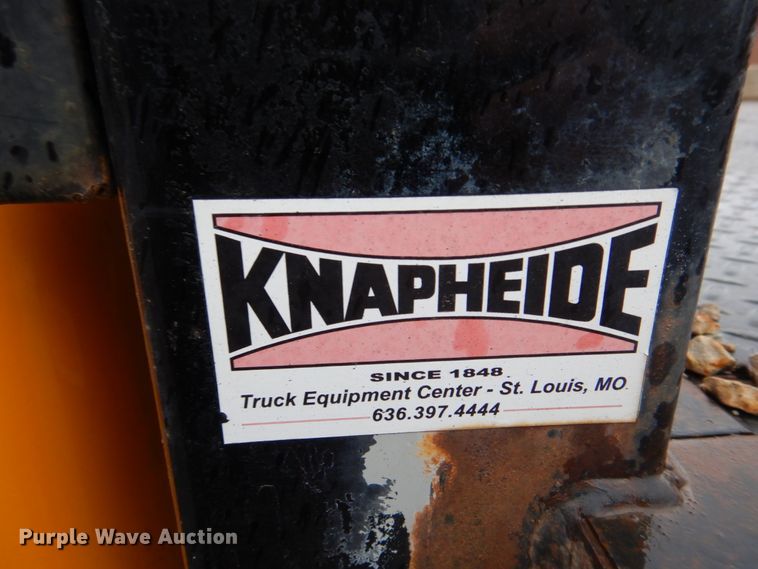 KNAPHEIDE
SINCE 1848
Truck Equipment Center - St. Louis, MO
636.397.4444
Purple Wave Auction®